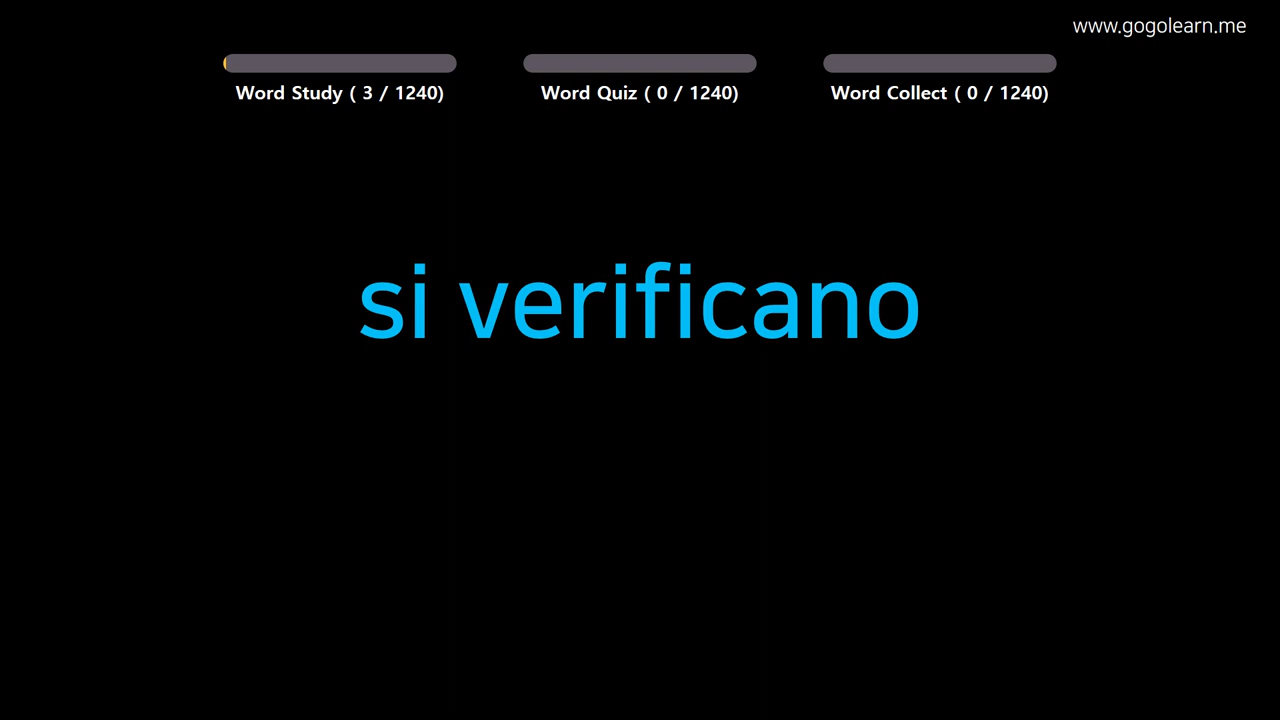 www.gogolearn.me
Word Study ( 3 / 1240)
Word Quiz ( 0 / 1240)
Word Collect ( 0 / 1240)
si verificano